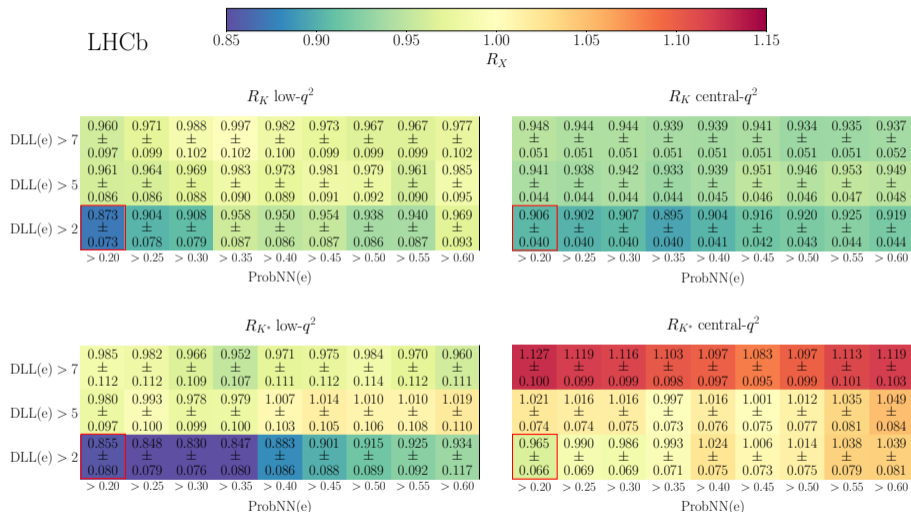 LHCb
0.85 0.90 0.95 1.00 1.05 1.10 1.15
R_X
R_K low-q² R_K central-q²
DLL(e) > 7
0.960 0.971 0.988 0.997 0.982 0.973 0.967 0.967 0.977
± ± ± ± ± ± ± ± ±
0.097 0.099 0.102 0.102 0.100 0.099 0.099 0.099 0.102
DLL(e) > 5
0.961 0.964 0.969 0.983 0.973 0.981 0.979 0.961 0.985
± ± ± ± ± ± ± ± ±
0.086 0.086 0.088 0.090 0.089 0.091 0.092 0.090 0.095
DLL(e) > 2
0.873 0.904 0.908 0.958 0.950 0.954 0.938 0.940 0.969
± ± ± ± ± ± ± ± ±
0.073 0.078 0.079 0.087 0.086 0.087 0.086 0.087 0.093
> 0.20 > 0.25 > 0.30 > 0.35 > 0.40 > 0.45 > 0.50 > 0.55 > 0.60
ProbNN(e)
0.948 0.944 0.944 0.939 0.939 0.941 0.934 0.935 0.937
± ± ± ± ± ± ± ± ±
0.051 0.051 0.051 0.051 0.051 0.051 0.051 0.051 0.052
0.941 0.938 0.942 0.933 0.939 0.951 0.946 0.953 0.949
± ± ± ± ± ± ± ± ±
0.044 0.044 0.044 0.045 0.045 0.046 0.046 0.047 0.048
0.906 0.902 0.907 0.895 0.904 0.916 0.920 0.925 0.919
± ± ± ± ± ± ± ± ±
0.040 0.040 0.040 0.040 0.041 0.042 0.043 0.044 0.044
> 0.20 > 0.25 > 0.30 > 0.35 > 0.40 > 0.45 > 0.50 > 0.55 > 0.60
ProbNN(e)
R_K* low-q² R_K* central-q²
DLL(e) > 7
0.985 0.982 0.966 0.952 0.971 0.975 0.984 0.970 0.960
± ± ± ± ± ± ± ± ±
0.112 0.112 0.109 0.107 0.111 0.112 0.114 0.112 0.111
DLL(e) > 5
0.980 0.993 0.978 0.979 1.007 1.014 1.010 1.010 1.019
± ± ± ± ± ± ± ± ±
0.097 0.100 0.099 0.100 0.103 0.105 0.106 0.108 0.110
DLL(e) > 2
0.855 0.848 0.830 0.847 0.883 0.901 0.915 0.925 0.934
± ± ± ± ± ± ± ± ±
0.080 0.079 0.076 0.080 0.086 0.088 0.089 0.092 0.117
> 0.20 > 0.25 > 0.30 > 0.35 > 0.40 > 0.45 > 0.50 > 0.55 > 0.60
ProbNN(e)
1.127 1.119 1.116 1.103 1.097 1.083 1.097 1.113 1.119
± ± ± ± ± ± ± ± ±
0.100 0.099 0.099 0.098 0.097 0.095 0.099 0.101 0.103
1.021 1.016 1.016 0.997 1.016 1.001 1.012 1.035 1.049
± ± ± ± ± ± ± ± ±
0.074 0.075 0.075 0.073 0.076 0.075 0.077 0.081 0.084
0.965 0.990 0.986 0.993 1.024 1.006 1.014 1.038 1.039
± ± ± ± ± ± ± ± ±
0.066 0.069 0.069 0.071 0.075 0.073 0.075 0.079 0.081
> 0.20 > 0.25 > 0.30 > 0.35 > 0.40 > 0.45 > 0.50 > 0.55 > 0.60
ProbNN(e)